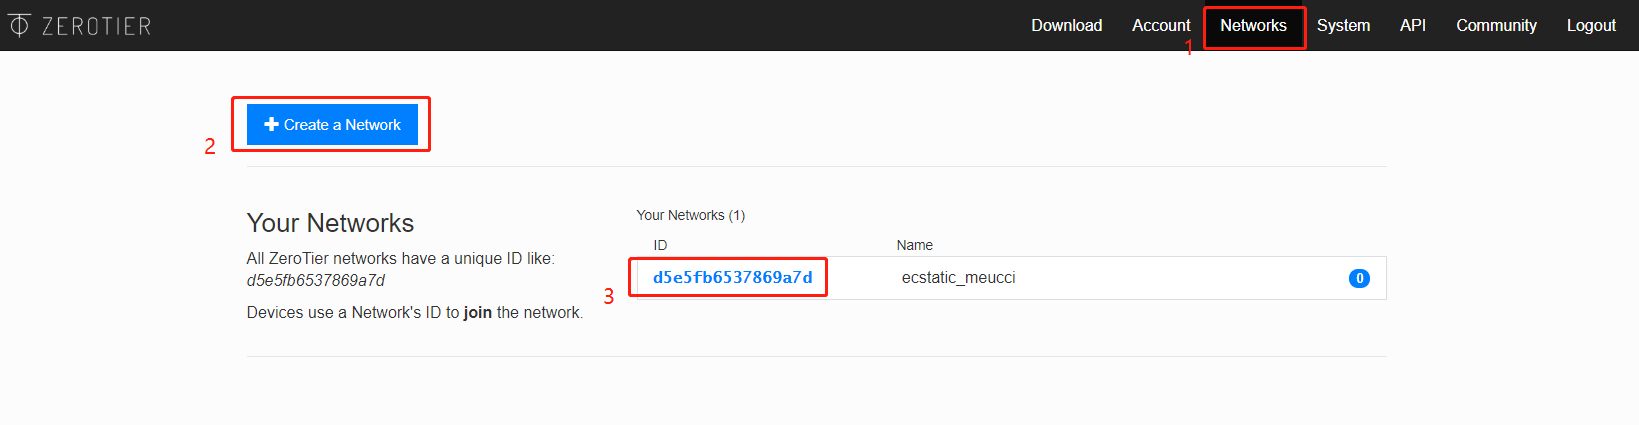 ZEROTIER Download Account Networks System API Community Logout
1
Create a Network
2
Your Networks
All ZeroTier networks have a unique ID like:
d5e5fb6537869a7d
Devices use a Network's ID to join the network.
Your Networks (1)
ID Name
d5e5fb6537869a7d ecstatic_meucci 0
3